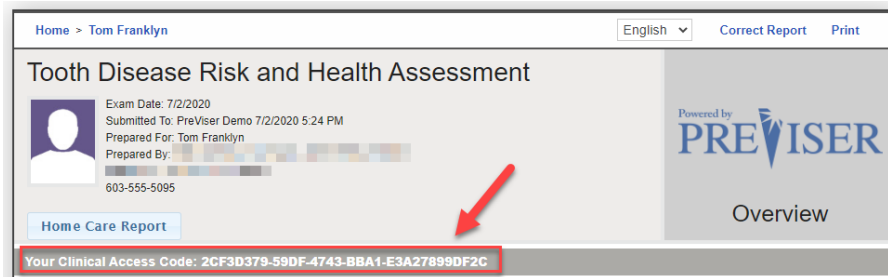 Home > Tom Franklyn
English
Correct Report
Print
Tooth Disease Risk and Health Assessment
Exam Date: 7/2/2020
Submitted To: PreViser Demo 7/2/2020 5:24 PM
Prepared For: Tom Franklyn
Prepared By:
603-555-5095
Home Care Report
Powered by
PREVISER
Overview
Your Clinical Access Code: 2CF3D379-59DF-4743-BBA1-E3A27899DF2C